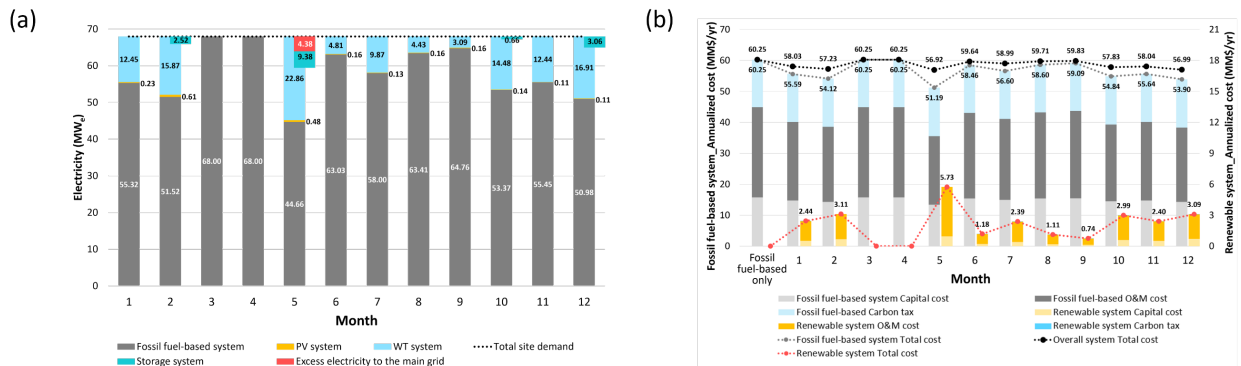 (a)
70
60
50
40
30
20
10
0
Electricity (MWe)
12.45
0.23
55.32
2.52
15.87
0.61
51.52
68.00
68.00
4.38
9.38
22.86
0.48
44.66
4.81
0.16
63.03
9.87
0.13
58.00
4.43
0.16
63.41
3.09
0.16
64.76
0.66
14.48
0.14
53.37
12.44
0.11
55.45
3.06
16.91
0.11
50.98
1 2 3 4 5 6 7 8 9 10 11 12
Month
Fossil fuel-based system
PV system
WT system
Total site demand
Storage system
Excess electricity to the main grid
(b)
Fossil fuel-based system_Annualized cost (MM$/yr)
70
60
50
40
30
20
10
0
60.25 58.03 57.23 60.25 60.25 56.92 59.64 58.99 59.71 59.83 57.83 58.04 56.99
60.25 55.59 54.12 60.25 60.25 51.19 58.46 56.60 58.60 59.09 54.84 55.64 53.90
2.44 3.11 5.73 1.18 2.39 1.11 0.74 2.99 2.40 3.09
21
18
15
12
9
6
3
0
Renewable system_Annualized cost (MM$/yr)
Fossil
fuel-based
only
1 2 3 4 5 6 7 8 9 10 11 12
Month
Fossil fuel-based system Capital cost
Fossil fuel-based O&M cost
Fossil fuel-based Carbon tax
Renewable system Capital cost
Renewable system O&M cost
Renewable system Carbon tax
Fossil fuel-based system Total cost
Overall system Total cost
Renewable system Total cost